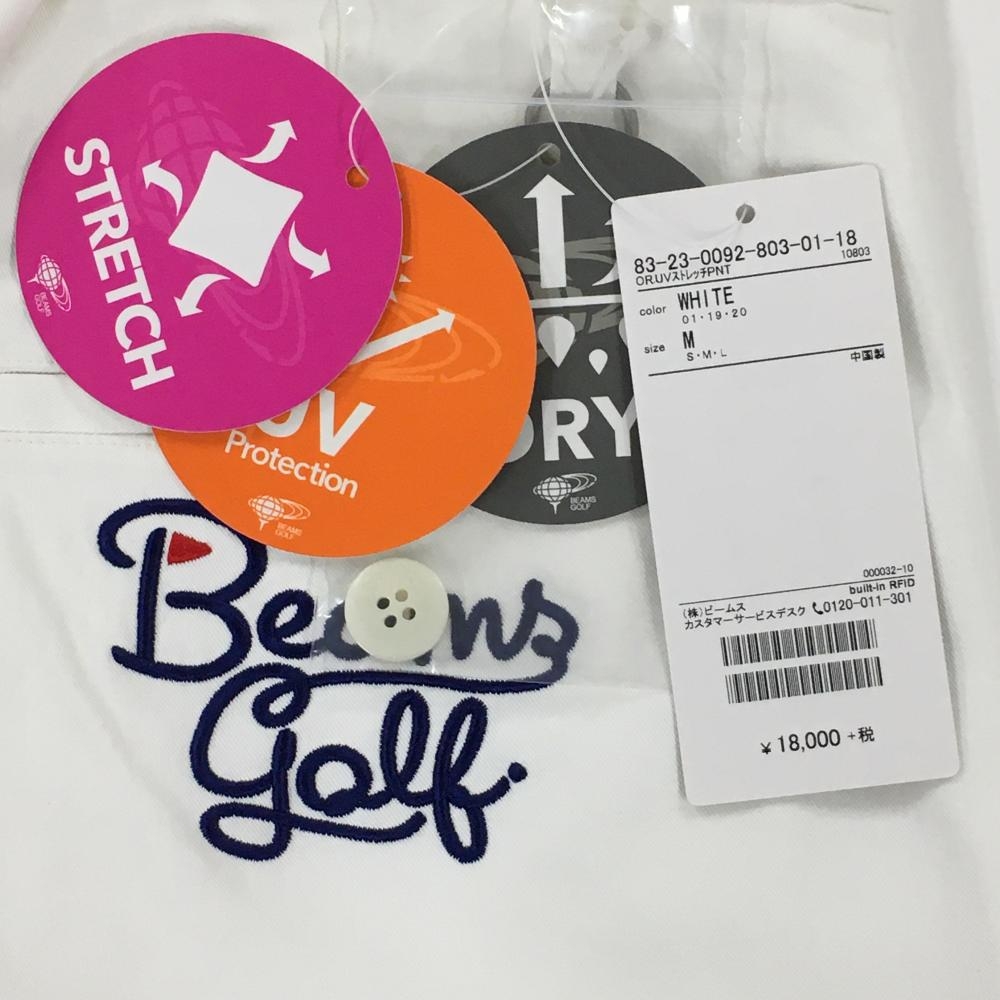 STRETCH
BEAMS
GOLF
UV
Protection
BEAMS
GOLF
DRY
BEAMS
GOLF
83-23-0092-803-01-18
10803
OR.UVストレッチPNT
color WHITE
01・19・20
size M
S・M・L
中国製
000032-10
built-in RFID
(株)ビームス
カスタマーサービスデスク 0120-011-301
¥18,000 +税
Beams
Golf.